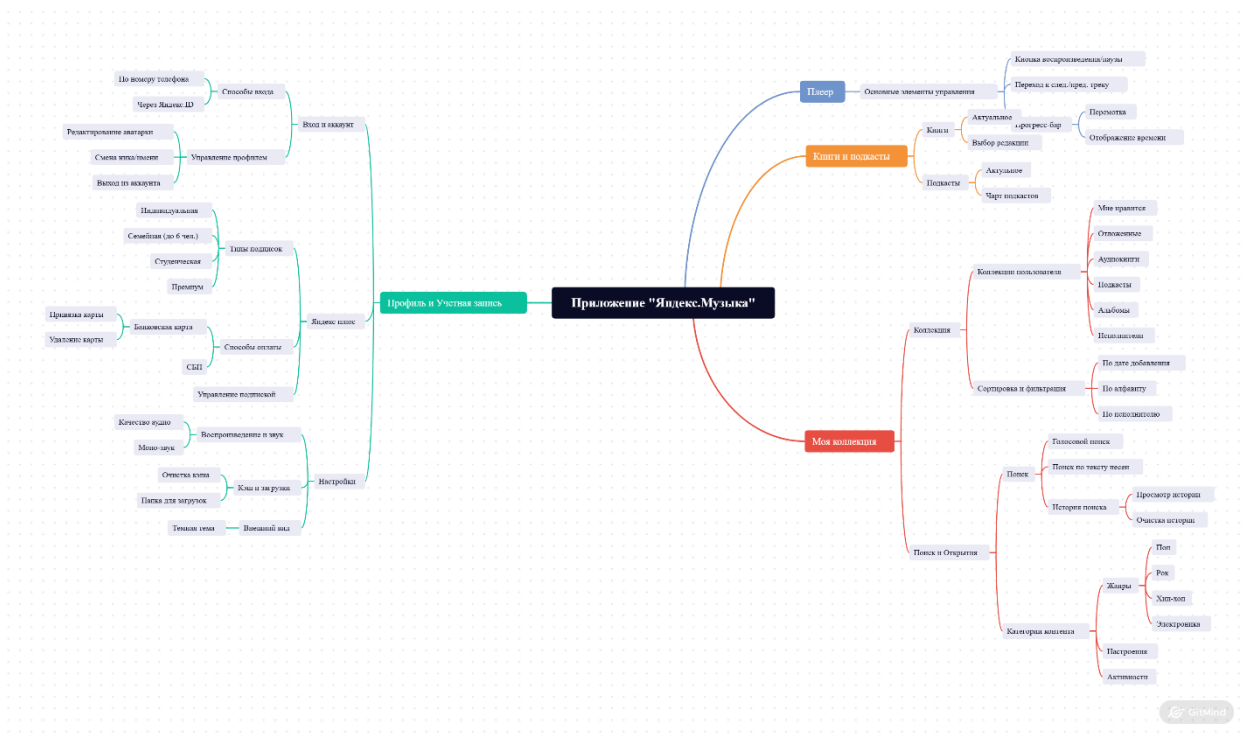 Приложение "Яндекс.Музыка"
Плеер
Основные элементы управления
Кнопка воспроизведения/паузы
Переход к след./пред. треку
Прогресс-бар
Перемотка
Отображение времени
Книги и подкасты
Книги
Актуальное
Выбор редакции
Подкасты
Актульное
Чарт подкастов
Моя коллекция
Коллекция
Коллекции пользователя
Мне нравится
Отложенные
Аудиокниги
Подкасты
Альбомы
Исполнители
Сортировка и фильтрация
По дате добавления
По алфавиту
По исполнителю
Поиск и Открытия
Поиск
Голосовой поиск
Поиск по тексту песен
История поиска
Просмотр истории
Очистка истории
Категории контента
Жанры
Поп
Рок
Хип-хоп
Электроника
Настроения
Активности
Профиль и Учетная запись
Вход и аккаунт
Способы входа
По номеру телефона
Через Яндекс.ID
Управление профилем
Редактирование аватарки
Смена ника/имени
Выход из аккаунта
Яндекс плюс
Типы подписок
Индивидуальная
Семейная (до 6 чел.)
Студенческая
Премиум
Способы оплаты
Банковская карта
Привязка карты
Удаление карты
СБП
Управление подпиской
Настройки
Воспроизведение и звук
Качество аудио
Моно-звук
Кэш и загрузки
Очистка кэша
Папка для загрузок
Внешний вид
Темная тема
GitMind